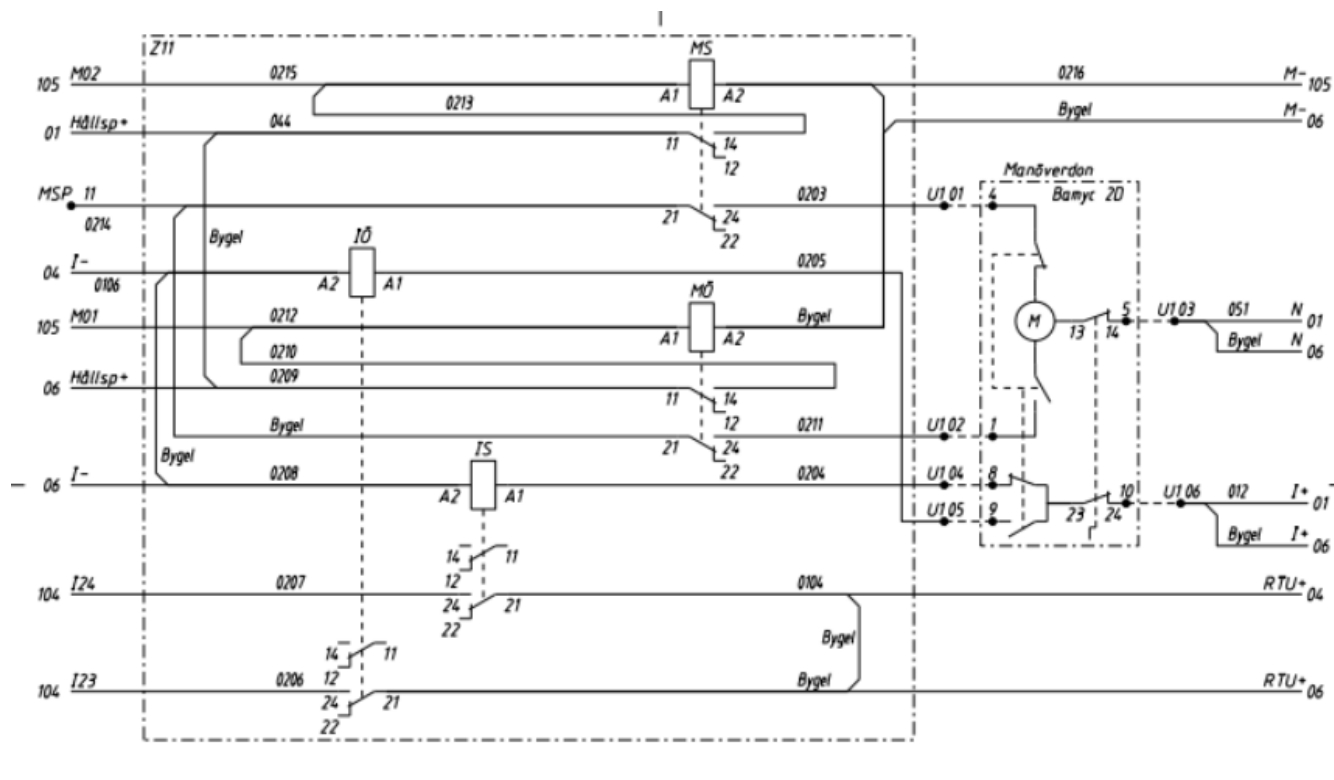 Z11
MS
105 M02 0215 A1 A2 0216 M- 105
0213
01 Hållsp+ 044 11 14 12 Bygel M- 06
Manöverdon
Bamyc 2D
MSP 11 0214 21 24 22 0203 U1 01 4
Bygel
IÖ
04 I- 0106 A2 A1 0205
MÖ
105 M01 0212 A1 A2 Bygel
M 13 14 5 U1 03 051 N 01
Bygel N 06
0210
06 Hållsp+ 0209 11 14 12
Bygel 21 24 22 0211 U1 02 1
Bygel
IS
06 I- 0208 A2 A1 0204 U1 04 8
U1 05 9 23 24 10 U1 06 012 I+ 01
Bygel I+ 06
14 11
12
104 I24 0207 24 21 22 0104 RTU+ 04
Bygel
14 11
12
104 I23 0206 24 21 22 Bygel RTU+ 06